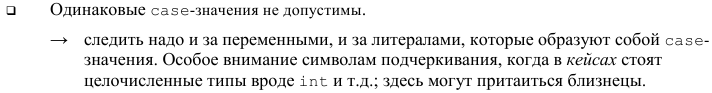 ❑ Одинаковые case-значения не допустимы.
→ следить надо и за переменными, и за литералами, которые образуют собой case-
значения. Особое внимание символам подчеркивания, когда в кейсах стоят
целочисленные типы вроде int и т.д.; здесь могут притаиться близнецы.